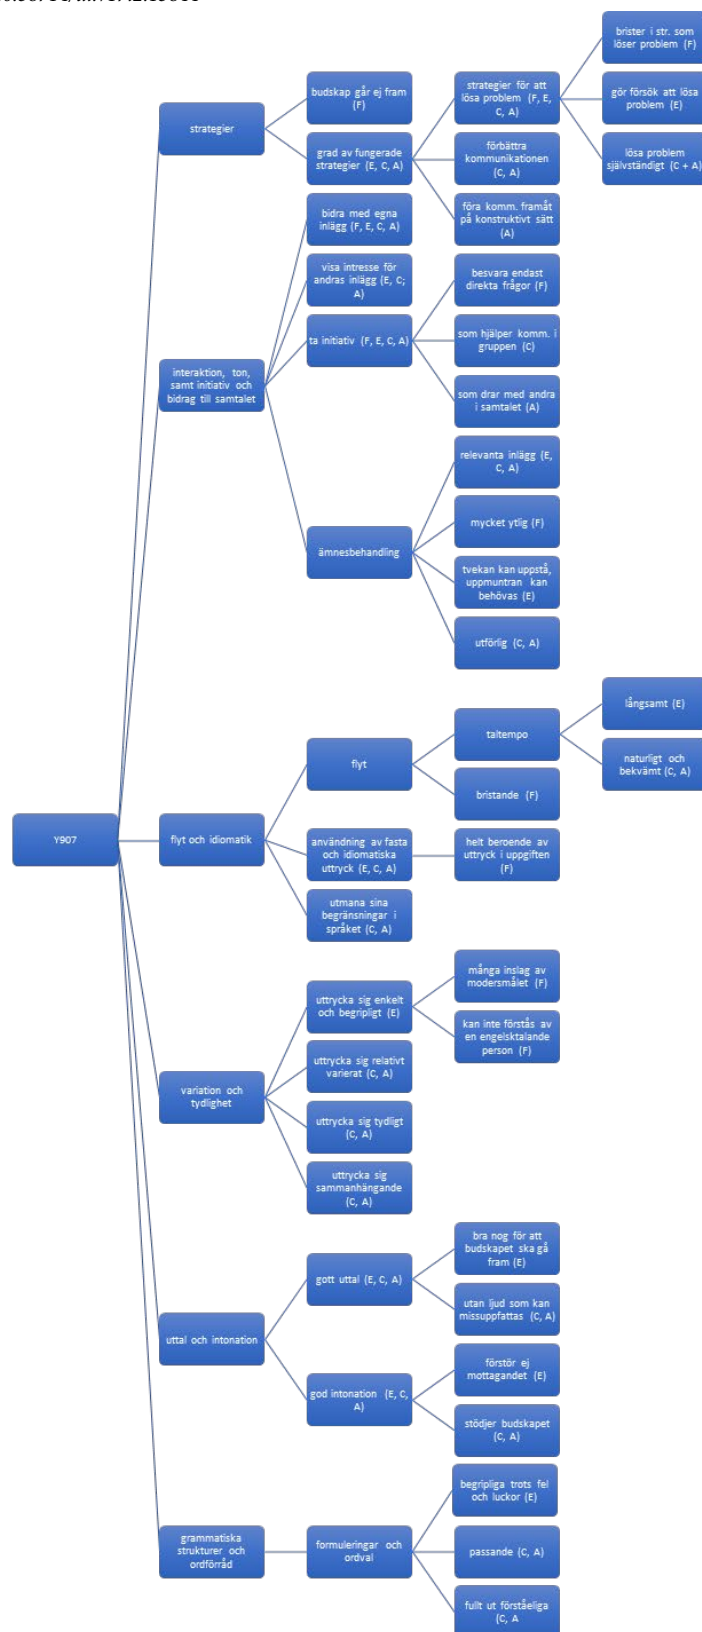 brister i str. som
löser problem (F)
budskap går ej fram
(F)
strategier för att
lösa problem (F, E,
C, A)
gör försök att lösa
problem (E)
strategier
grad av fungerade
strategier (E, C, A)
förbättra
kommunikationen
(C, A)
lösa problem
självständigt (C + A)
bidra med egna
inlägg (F, E, C, A)
föra komm. framåt
på konstruktivt sätt
(A)
visa intresse för
andras inlägg (E, C;
A)
besvara endast
direkta frågor (F)
ta initiativ (F, E, C, A)
som hjälper komm. i
gruppen (C)
interaktion, ton,
samt initiativ och
bidrag till samtalet
som drar med andra
i samtalet (A)
relevanta inlägg (E,
C, A)
mycket ytlig (F)
ämnesbehandling
tvekan kan uppstå,
uppmuntran kan
behövas (E)
utförlig (C, A)
långsamt (E)
taltempo
flyt
naturligt och
bekvämt (C, A)
bristande (F)
Y907
flyt och idiomatik
användning av fasta
och idiomatiska
uttryck (E, C, A)
helt beroende av
uttryck i uppgiften
(F)
utmana sina
begränsningar i
språket (C, A)
många inslag av
modersmålet (F)
uttrycka sig enkelt
och begripligt (E)
kan inte förstås av
en engelsktalande
person (F)
uttrycka sig relativt
varierat (C, A)
variation och
tydlighet
uttrycka sig tydligt
(C, A)
uttrycka sig
sammanhängande
(C, A)
bra nog för att
budskapet ska gå
fram (E)
gott uttal (E, C, A)
utan ljud som kan
missuppfattas (C, A)
uttal och intonation
förstör ej
mottagandet (E)
god intonation (E, C,
A)
stödjer budskapet
(C, A)
begripliga trots fel
och luckor (E)
grammatiska
strukturer och
ordförråd
formuleringar och
ordval
passande (C, A)
fullt ut förståeliga
(C, A